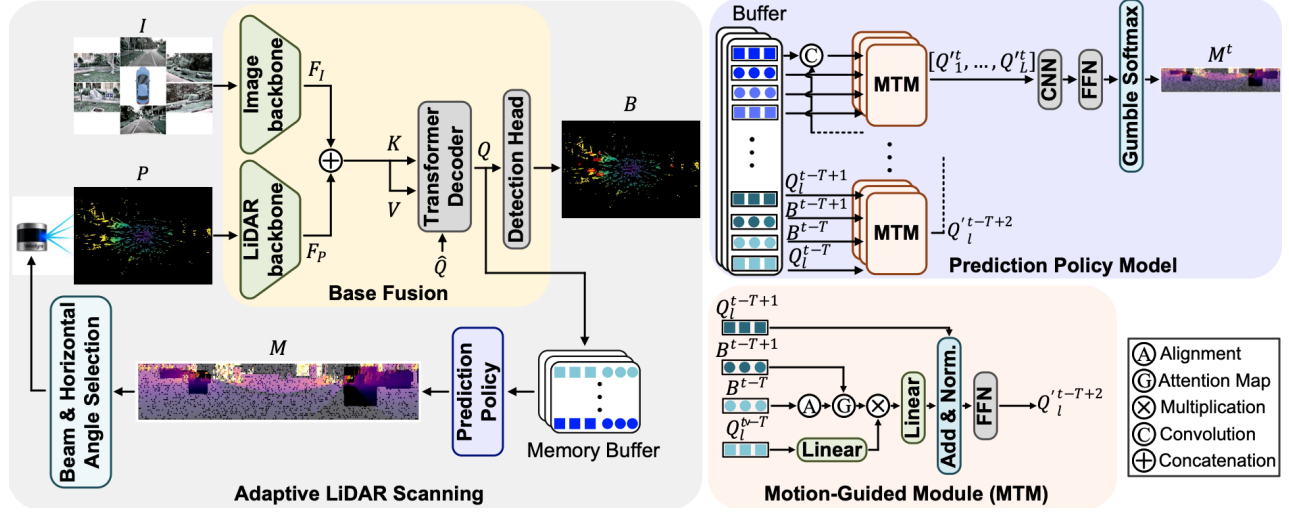 I
Image
backbone
F_I
P
LiDAR
backbone
F_P
K
V
Transformer
Decoder
Q̂
Q
Detection Head
B
Base Fusion
Beam & Horizontal
Angle Selection
M
Prediction
Policy
Memory Buffer
Adaptive LiDAR Scanning
Buffer
C
MTM
[Q'^t_1, ..., Q'^t_L]
CNN
FFN
Gumble Softmax
M^t
Q_l^{t-T+1}
B^{t-T+1}
B^{t-T}
Q_l^{t-T}
MTM
Q'_l^{t-T+2}
Prediction Policy Model
Q_l^{t-T+1}
B^{t-T+1}
B^{t-T}
A
G
Linear
Linear
Add & Norm.
FFN
Q'_l^{t-T+2}
Motion-Guided Module (MTM)
A Alignment
G Attention Map
⊗ Multiplication
C Convolution
⊕ Concatenation